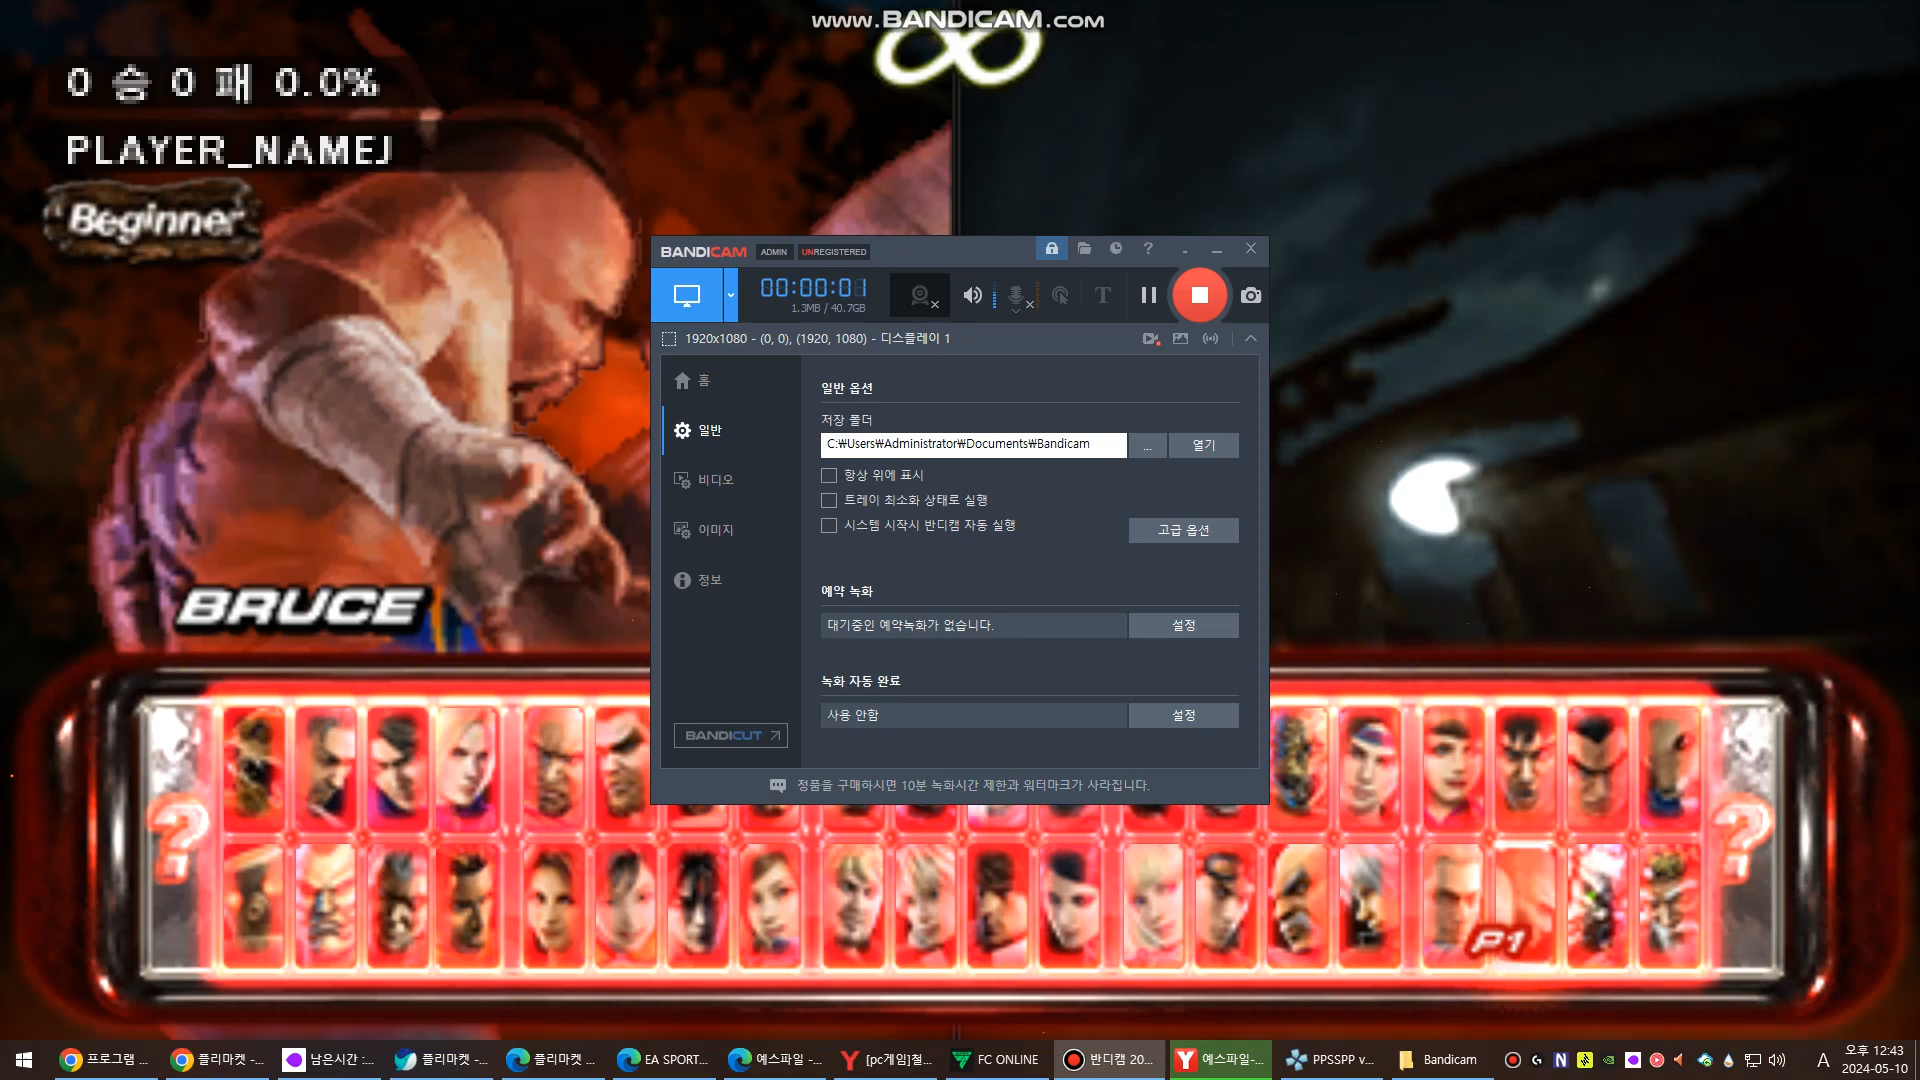 www.BANDICAM.com
0 승 0 패 0.0%
PLAYER_NAMEJ
Beginner
BRUCE
P1
?
?
BANDICAM ADMIN UNREGISTERED
?
00:00:01
1.3MB / 40.7GB
T
1920x1080 - (0, 0), (1920, 1080) - 디스플레이 1
홈
일반
비디오
이미지
정보
BANDICUT
일반 옵션
저장 폴더
C:₩Users₩Administrator₩Documents₩Bandicam
...
열기
항상 위에 표시
트레이 최소화 상태로 실행
시스템 시작시 반디캠 자동 실행
고급 옵션
예약 녹화
대기중인 예약녹화가 없습니다.
설정
녹화 자동 완료
사용 안함
설정
정품을 구매하시면 10분 녹화시간 제한과 워터마크가 사라집니다.
프로그램 ...
플리마켓 -...
남은시간 :...
플리마켓 -...
플리마켓 ...
EA SPORT...
예스파일 -...
[pc게임]철...
FC ONLINE
반디캠 20...
예스파일-...
PPSSPP v...
Bandicam
A
오후 12:43
2024-05-10